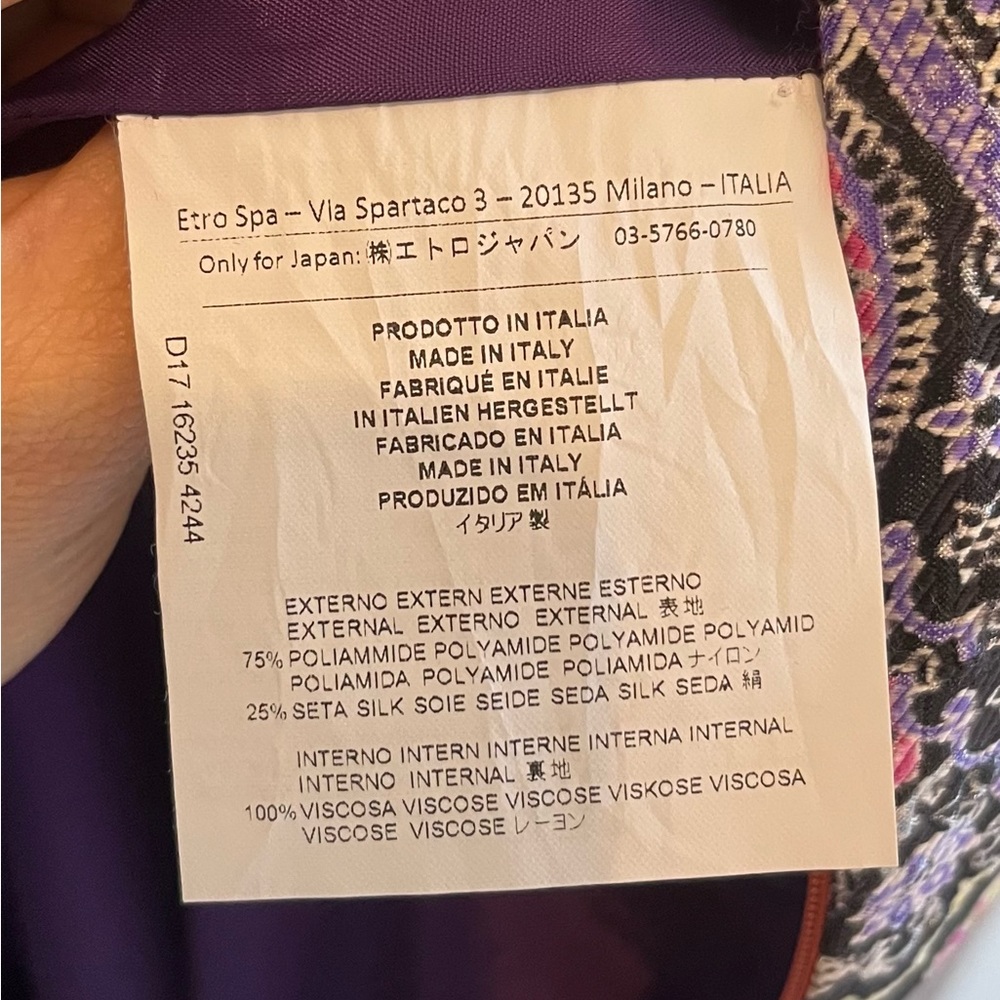 Etro Spa – Via Spartaco 3 – 20135 Milano – ITALIA
Only for Japan: ㈱エトロジャパン 03-5766-0780
D17 16235 4244
PRODOTTO IN ITALIA
MADE IN ITALY
FABRIQUÉ EN ITALIE
IN ITALIEN HERGESTELLT
FABRICADO EN ITALIA
MADE IN ITALY
PRODUZIDO EM ITÁLIA
イタリア製
EXTERNO EXTERN EXTERNE ESTERNO
EXTERNAL EXTERNO EXTERNAL 表地
75% POLIAMMIDE POLYAMIDE POLYAMIDE POLYAMID
POLIAMIDA POLYAMIDE POLIAMIDA ナイロン
25% SETA SILK SOIE SEIDE SEDA SILK SEDA 絹
INTERNO INTERN INTERNE INTERNA INTERNAL
INTERNO INTERNAL 裏地
100% VISCOSA VISCOSE VISCOSE VISKOSE VISCOSA
VISCOSE VISCOSE レーヨン